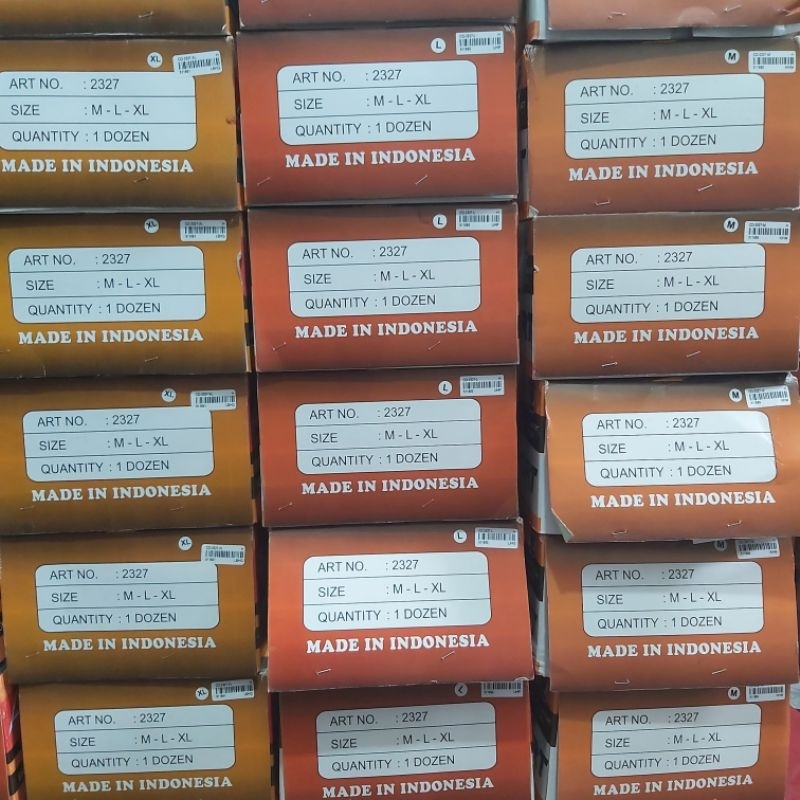 XL
ART NO. : 2327
SIZE : M - L - XL
QUANTITY : 1 DOZEN
MADE IN INDONESIA
L
ART NO. : 2327
SIZE : M - L - XL
QUANTITY : 1 DOZEN
MADE IN INDONESIA
M
ART NO. : 2327
SIZE : M - L - XL
QUANTITY : 1 DOZEN
MADE IN INDONESIA
XL
ART NO. : 2327
SIZE : M - L - XL
QUANTITY : 1 DOZEN
MADE IN INDONESIA
L
ART NO. : 2327
SIZE : M - L - XL
QUANTITY : 1 DOZEN
MADE IN INDONESIA
M
ART NO. : 2327
SIZE : M - L - XL
QUANTITY : 1 DOZEN
MADE IN INDONESIA
XL
ART NO. : 2327
SIZE : M - L - XL
QUANTITY : 1 DOZEN
MADE IN INDONESIA
L
ART NO. : 2327
SIZE : M - L - XL
QUANTITY : 1 DOZEN
MADE IN INDONESIA
M
ART NO. : 2327
SIZE : M - L - XL
QUANTITY : 1 DOZEN
MADE IN INDONESIA
XL
ART NO. : 2327
SIZE : M - L - XL
QUANTITY : 1 DOZEN
MADE IN INDONESIA
L
ART NO. : 2327
SIZE : M - L - XL
QUANTITY : 1 DOZEN
MADE IN INDONESIA
M
ART NO. : 2327
SIZE : M - L - XL
QUANTITY : 1 DOZEN
MADE IN INDONESIA
XL
ART NO. : 2327
SIZE : M - L - XL
QUANTITY : 1 DOZEN
MADE IN INDONESIA
L
ART NO. : 2327
SIZE : M - L - XL
QUANTITY : 1 DOZEN
MADE IN INDONESIA
M
ART NO. : 2327
SIZE : M - L - XL
QUANTITY : 1 DOZEN
MADE IN INDONESIA